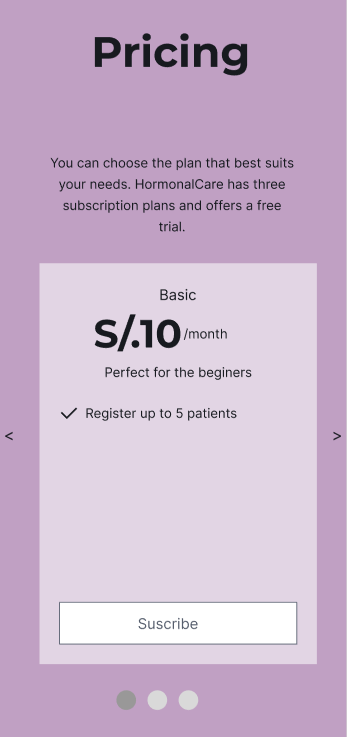 Pricing
You can choose the plan that best suits
your needs. HormonalCare has three
subscription plans and offers a free
trial.
Basic
S/.10 /month
Perfect for the beginers
Register up to 5 patients
< >
Suscribe